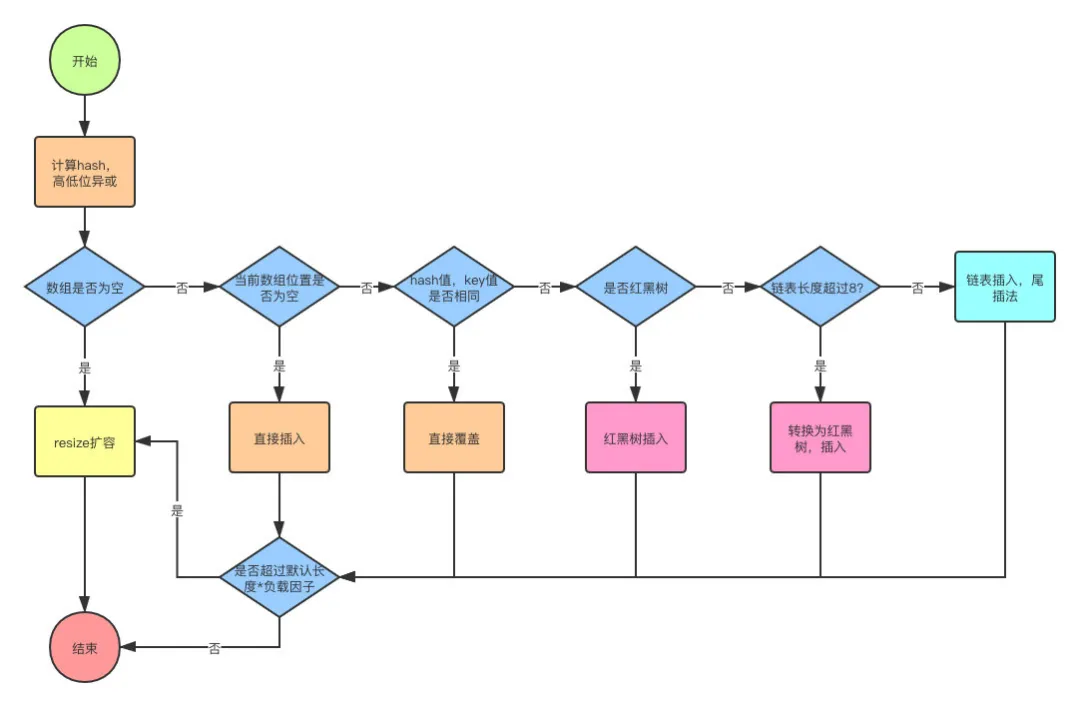 开始
计算hash，
高低位异或
数组是否为空
否
当前数组位置是
否为空
否
hash值，key值
是否相同
否
是否红黑树
否
链表长度超过8?
否
链表插入，尾
插法
是
是
是
是
是
resize扩容
直接插入
直接覆盖
红黑树插入
转换为红黑
树，插入
是
是否超过默认长
度*负载因子
结束
否